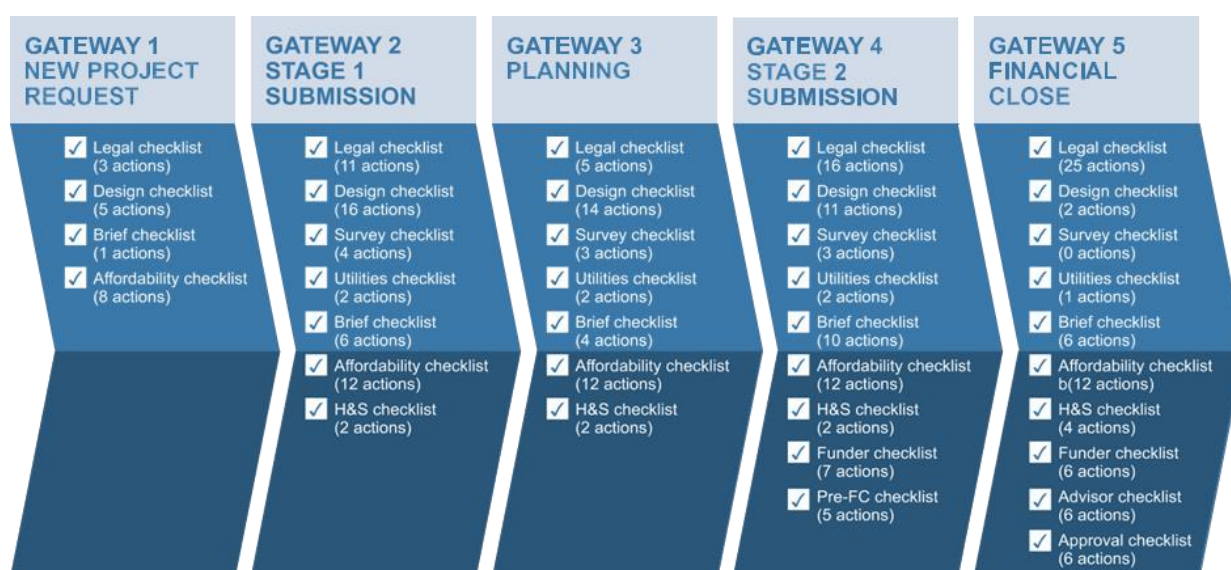 GATEWAY 1
NEW PROJECT
REQUEST
Legal checklist
(3 actions)
Design checklist
(5 actions)
Brief checklist
(1 actions)
Affordability checklist
(8 actions)
GATEWAY 2
STAGE 1
SUBMISSION
Legal checklist
(11 actions)
Design checklist
(16 actions)
Survey checklist
(4 actions)
Utilities checklist
(2 actions)
Brief checklist
(6 actions)
Affordability checklist
(12 actions)
H&S checklist
(2 actions)
GATEWAY 3
PLANNING
Legal checklist
(5 actions)
Design checklist
(14 actions)
Survey checklist
(3 actions)
Utilities checklist
(2 actions)
Brief checklist
(4 actions)
Affordability checklist
(12 actions)
H&S checklist
(2 actions)
GATEWAY 4
STAGE 2
SUBMISSION
Legal checklist
(16 actions)
Design checklist
(11 actions)
Survey checklist
(3 actions)
Utilities checklist
(2 actions)
Brief checklist
(10 actions)
Affordability checklist
(12 actions)
H&S checklist
(2 actions)
Funder checklist
(7 actions)
Pre-FC checklist
(5 actions)
GATEWAY 5
FINANCIAL
CLOSE
Legal checklist
(25 actions)
Design checklist
(2 actions)
Survey checklist
(0 actions)
Utilities checklist
(1 actions)
Brief checklist
(6 actions)
Affordability checklist
b(12 actions)
H&S checklist
(4 actions)
Funder checklist
(6 actions)
Advisor checklist
(6 actions)
Approval checklist
(6 actions)